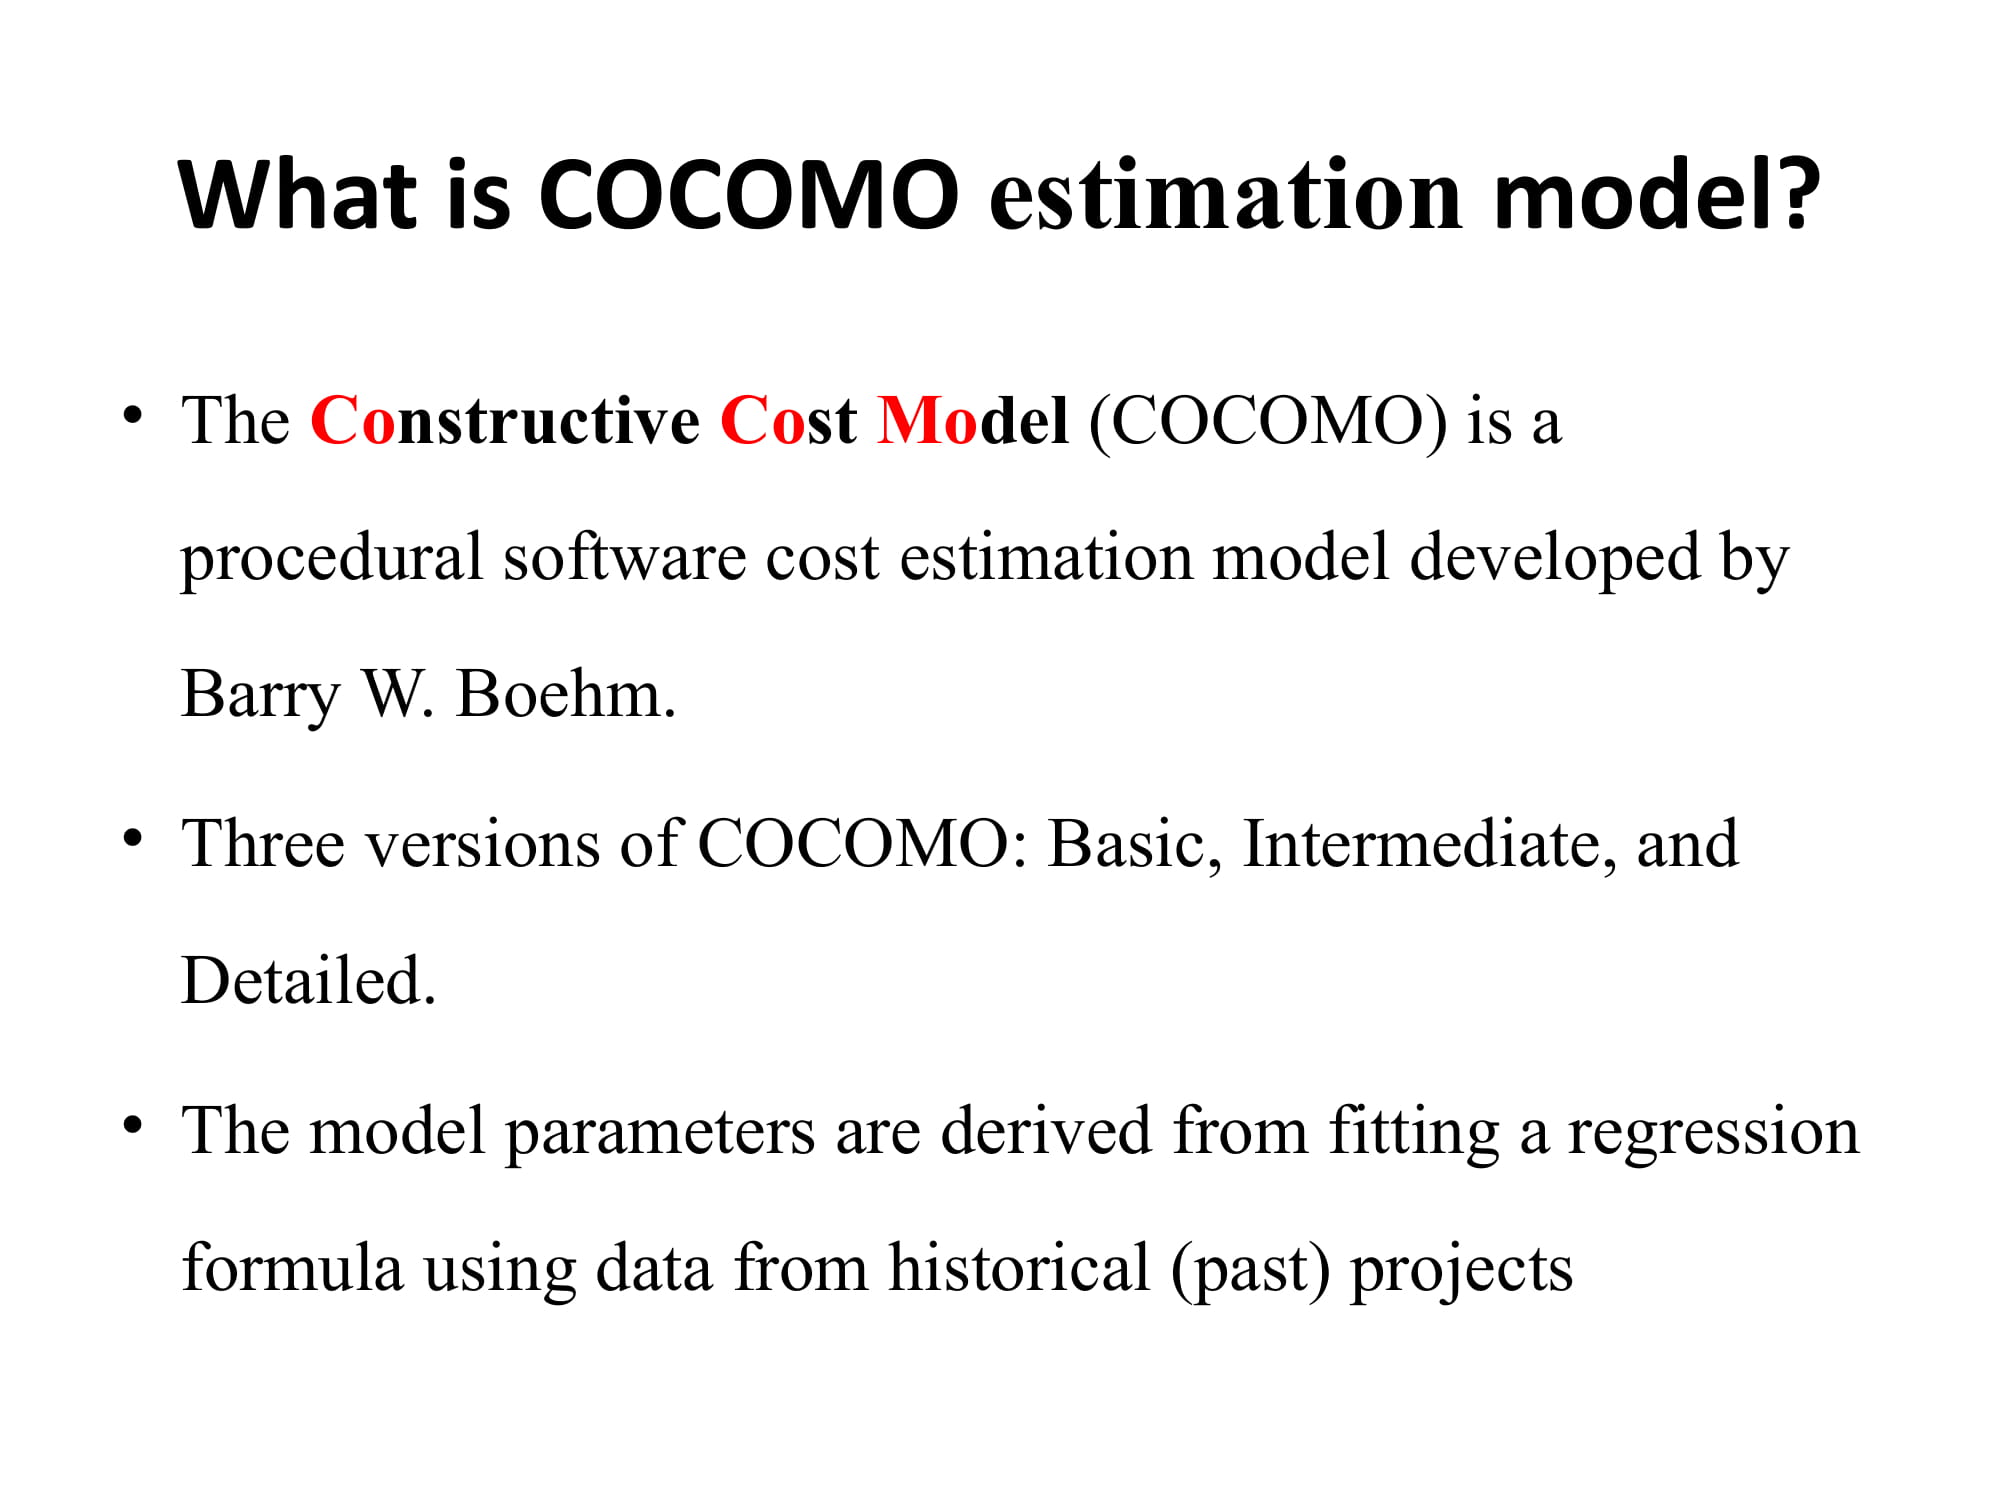 What is COCOMO estimation model?
• The Constructive Cost Model (COCOMO) is a
procedural software cost estimation model developed by
Barry W. Boehm.
• Three versions of COCOMO: Basic, Intermediate, and
Detailed.
• The model parameters are derived from fitting a regression
formula using data from historical (past) projects